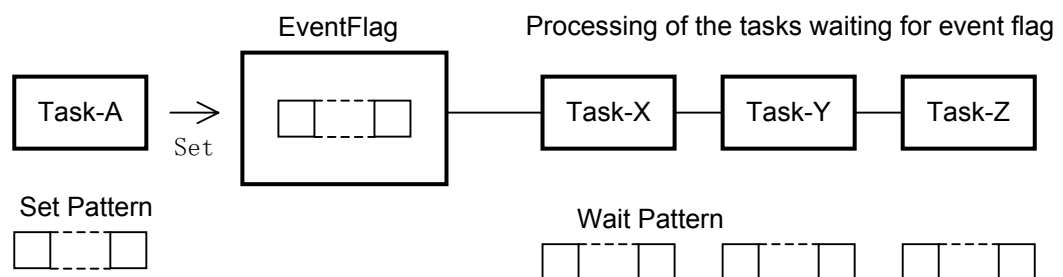 EventFlag
Processing of the tasks waiting for event flag
Task-A
Set
Task-X
Task-Y
Task-Z
Set Pattern
Wait Pattern